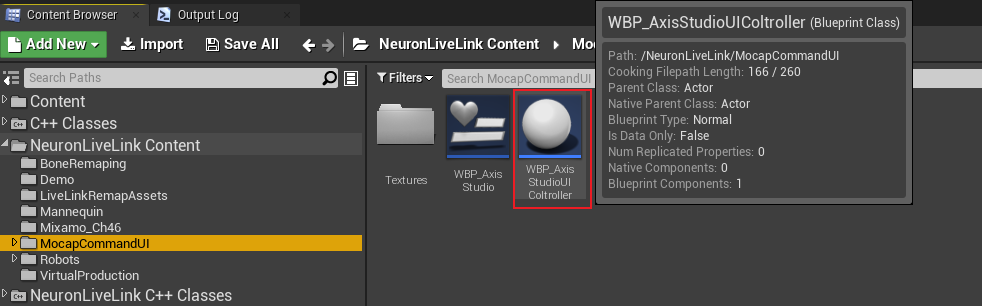 Content Browser
Output Log
Add New
Import
Save All
NeuronLiveLink Content
Moc
Search Paths
Filters
Search MocapCommandUI
Content
C++ Classes
NeuronLiveLink Content
BoneRemaping
Demo
LiveLinkRemapAssets
Mannequin
Mixamo_Ch46
MocapCommandUI
Robots
VirtualProduction
NeuronLiveLink C++ Classes
Textures
WBP_Axis
Studio
WBP_Axis
StudioUI
Coltroller
WBP_AxisStudioUIColtroller (Blueprint Class)
Path: /NeuronLiveLink/MocapCommandUI
Cooking Filepath Length: 166 / 260
Parent Class: Actor
Native Parent Class: Actor
Blueprint Type: Normal
Is Data Only: False
Num Replicated Properties: 0
Native Components: 0
Blueprint Components: 1